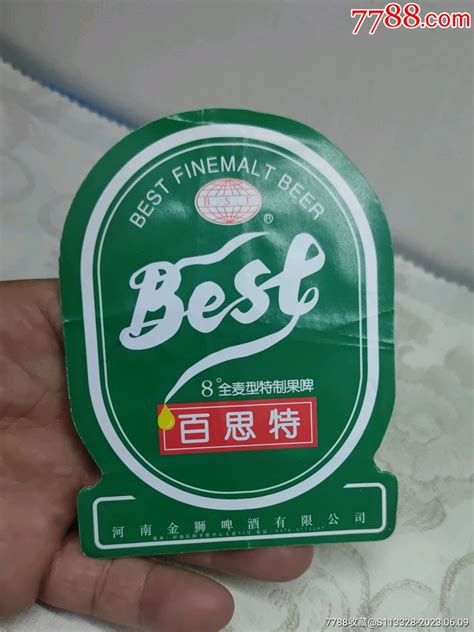 7788.com
BEST FINEMALT BEER
B S T
®
Best
8°全麦型特制果啤
百思特
河南金狮啤酒有限公司
7788收藏@S113328-2023.06.09